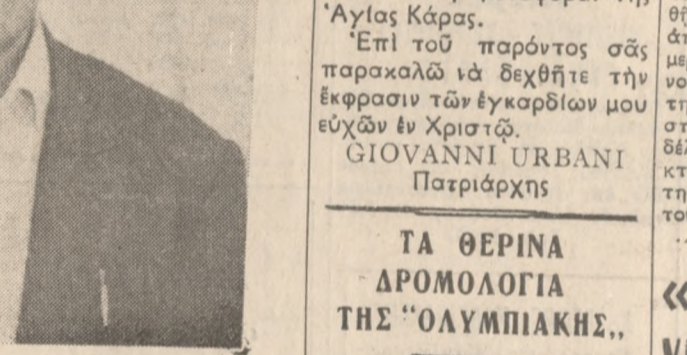 Ἁγίας Κάρας.
Ἐπὶ τοῦ παρόντος σᾶς
παρακαλῶ νὰ δεχθῆτε τὴν
ἔκφρασιν τῶν ἐγκαρδίων μου
εὐχῶν ἐν Χριστῷ.
GIOVANNI URBANI
Πατριάρχης
ΤΑ ΘΕΡΙΝΑ
ΔΡΟΜΟΛΟΓΙΑ
ΤΗΣ "ΟΛΥΜΠΙΑΚΗΣ„